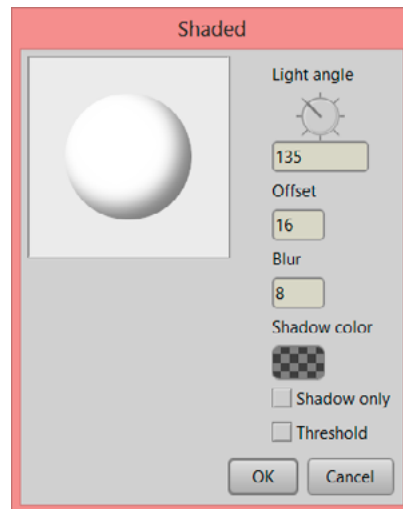 Shaded
Light angle
135
Offset
16
Blur
8
Shadow color
Shadow only
Threshold
OK Cancel